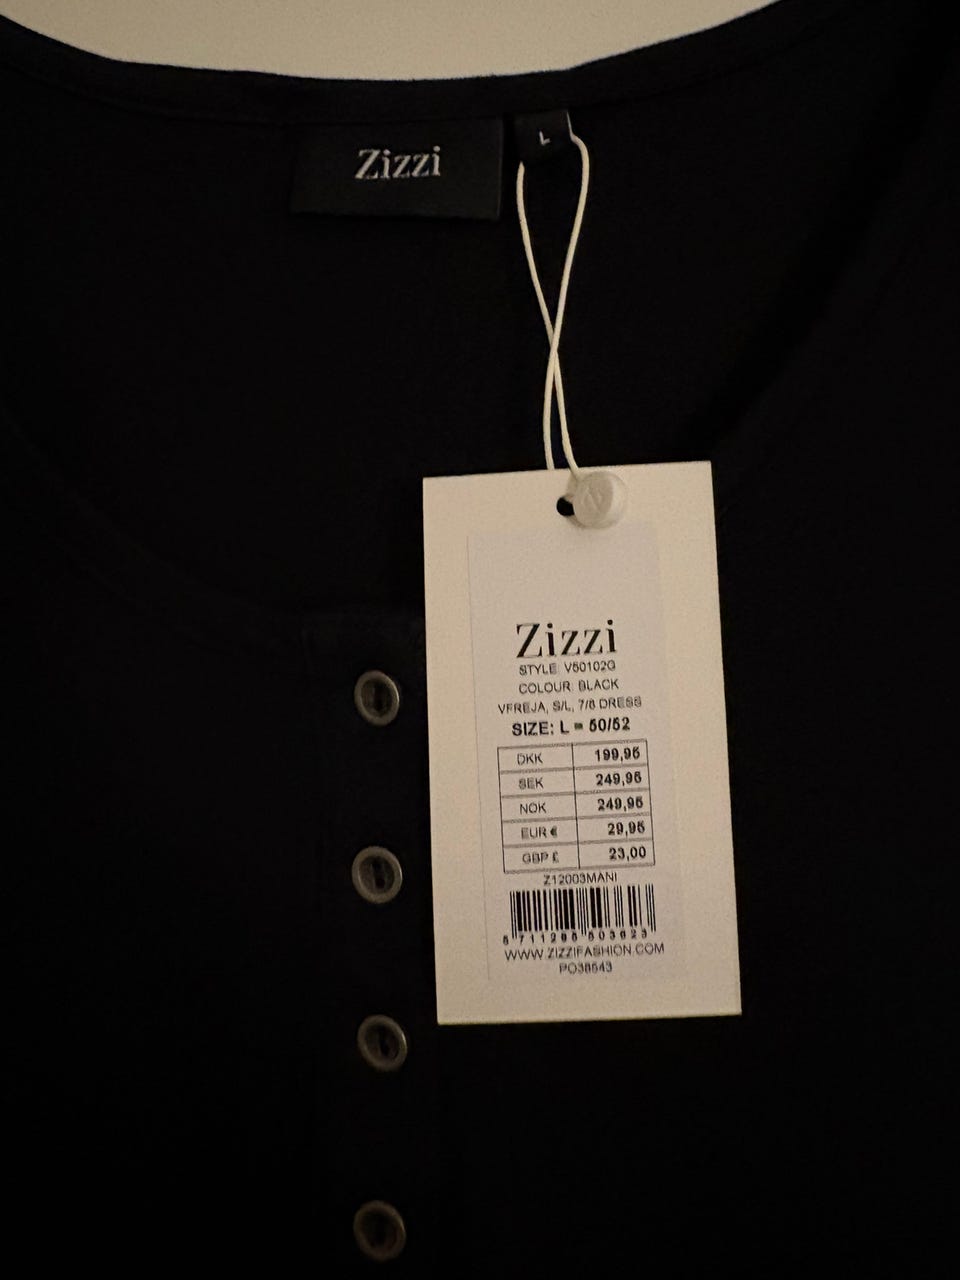 Zizzi
L
Zizzi
STYLE: V50102G
COLOUR: BLACK
VFREJA, S/L, 7/8 DRESS
SIZE: L = 50/52
DKK 199,95
SEK 249,95
NOK 249,95
EUR € 29,95
GBP £ 23,00
Z12003MANI
WWW.ZIZZIFASHION.COM